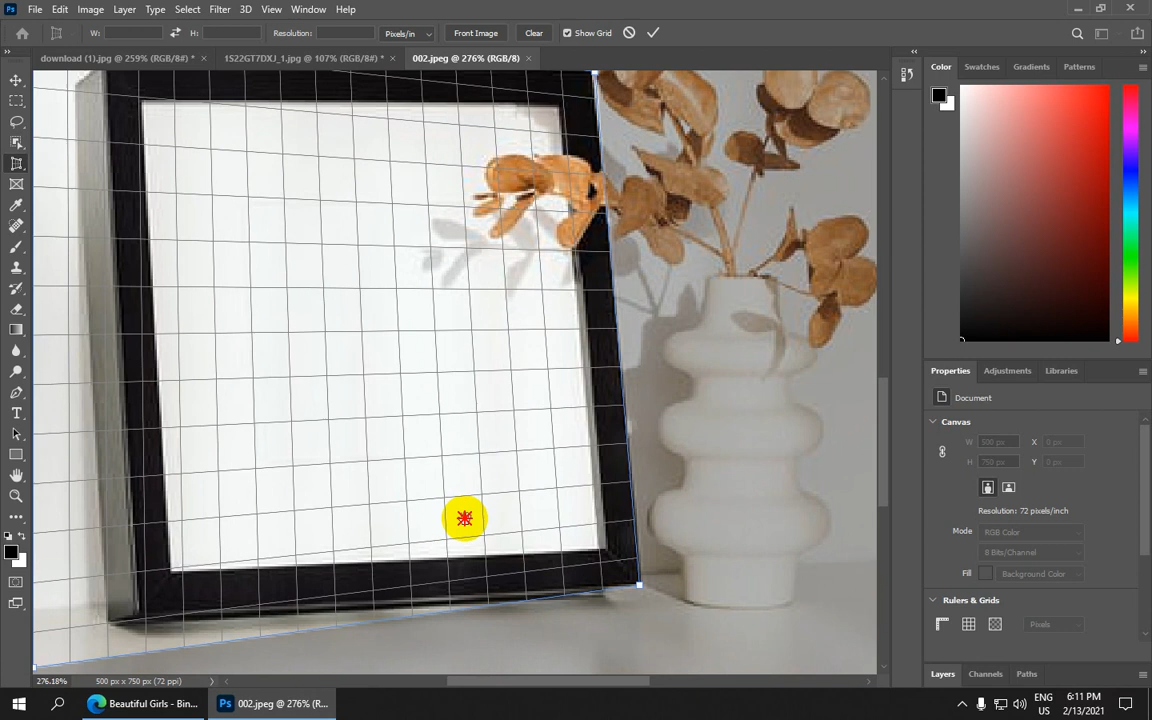 Ps File Edit Image Layer Type Select Filter 3D View Window Help
W: H: Resolution: Pixels/in Front Image Clear Show Grid
download (1).jpg @ 259% (RGB/8#) * × 1S22GT7DXJ_1.jpg @ 107% (RGB/8#) * × 002.jpeg @ 276% (RGB/8) ×
Color Swatches Gradients Patterns
Properties Adjustments Libraries
Document
Canvas
W 500 px X 0 px
H 750 px Y 0 px
Resolution: 72 pixels/inch
Mode RGB Color
8 Bits/Channel
Fill Background Color
Rulers & Grids
Pixels
Layers Channels Paths
276.18% 500 px x 750 px (72 ppi)
Beautiful Girls - Bin... Ps 002.jpeg @ 276% (R...
ENG
US
6:11 PM
2/13/2021